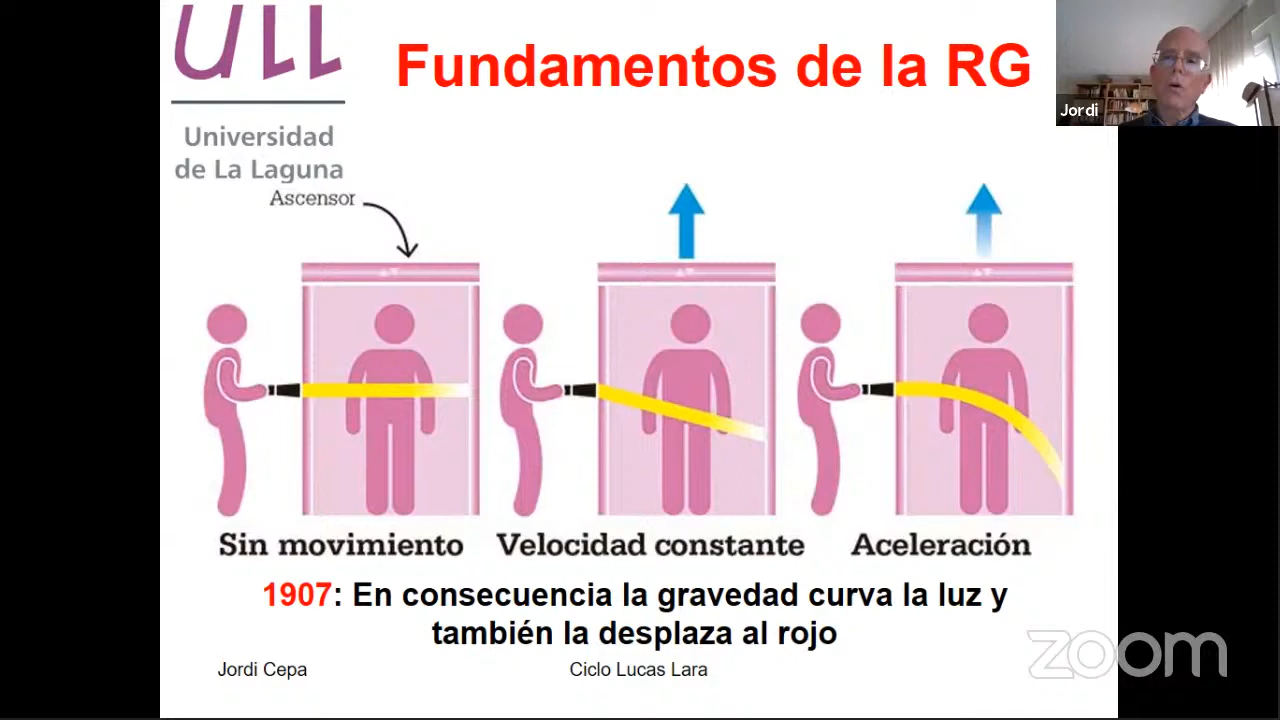 ULL
Universidad
de La Laguna
Fundamentos de la RG
Jordi
Ascensor
Sin movimiento
Velocidad constante
Aceleración
1907: En consecuencia la gravedad curva la luz y
también la desplaza al rojo
Jordi Cepa
Ciclo Lucas Lara
zoom